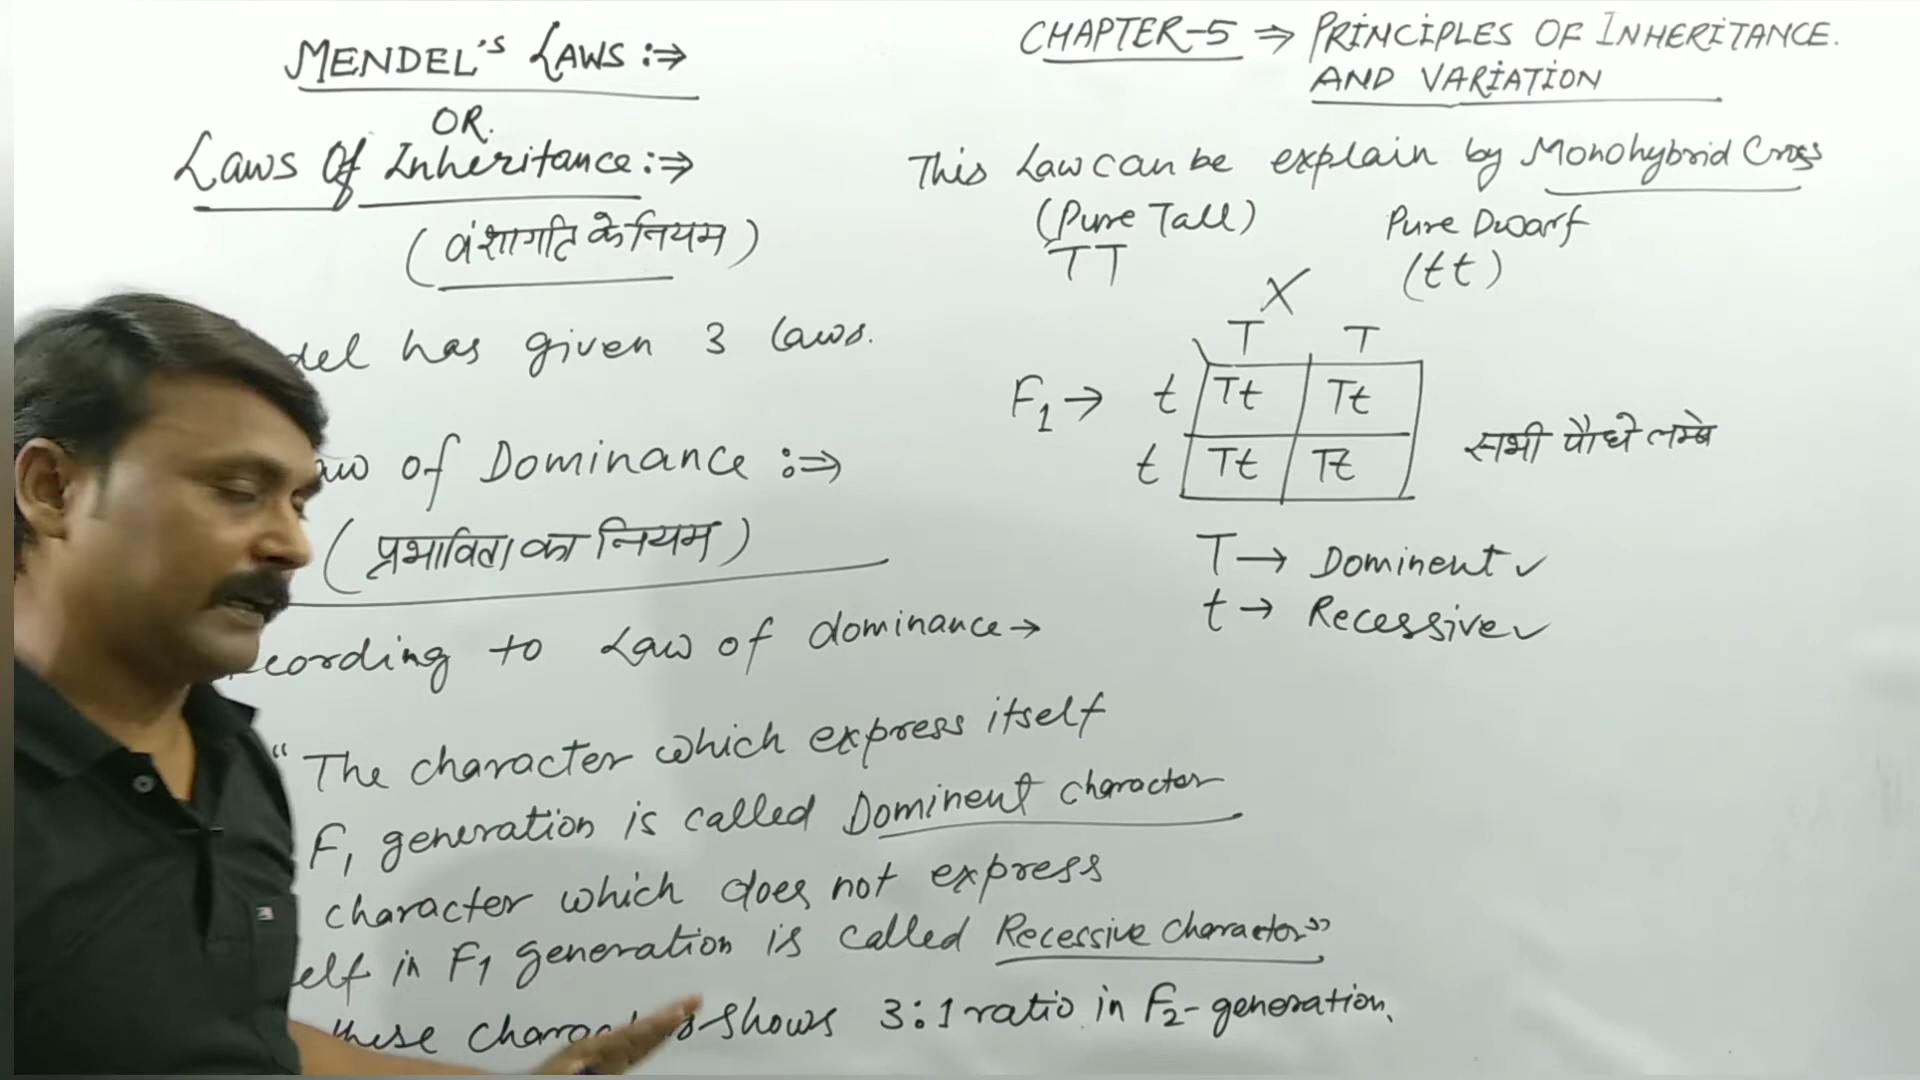 MENDEL'S LAWS :⇒
OR.
Laws Of Inheritance :⇒
(वंशागति के नियम)
del has given 3 laws.
aw of Dominance :⇒
(प्रभाविता का नियम)
cording to Law of dominance →
"The character which express itself
F1 generation is called Dominent character
character which does not express
elf in F1 generation is called Recessive Character"
these shows 3:1 ratio in F2-generation.
CHAPTER-5 ⇒ PRINCIPLES OF INHERITANCE.
AND VARIATION
This Law can be explain by Monohybrid Cross
(Pure Tall) Pure Dwarf
TT (tt)
X
T T
F1 → t Tt Tt
t Tt Tt
सभी पौधे लम्बे
T → Dominent ✓
t → Recessive ✓